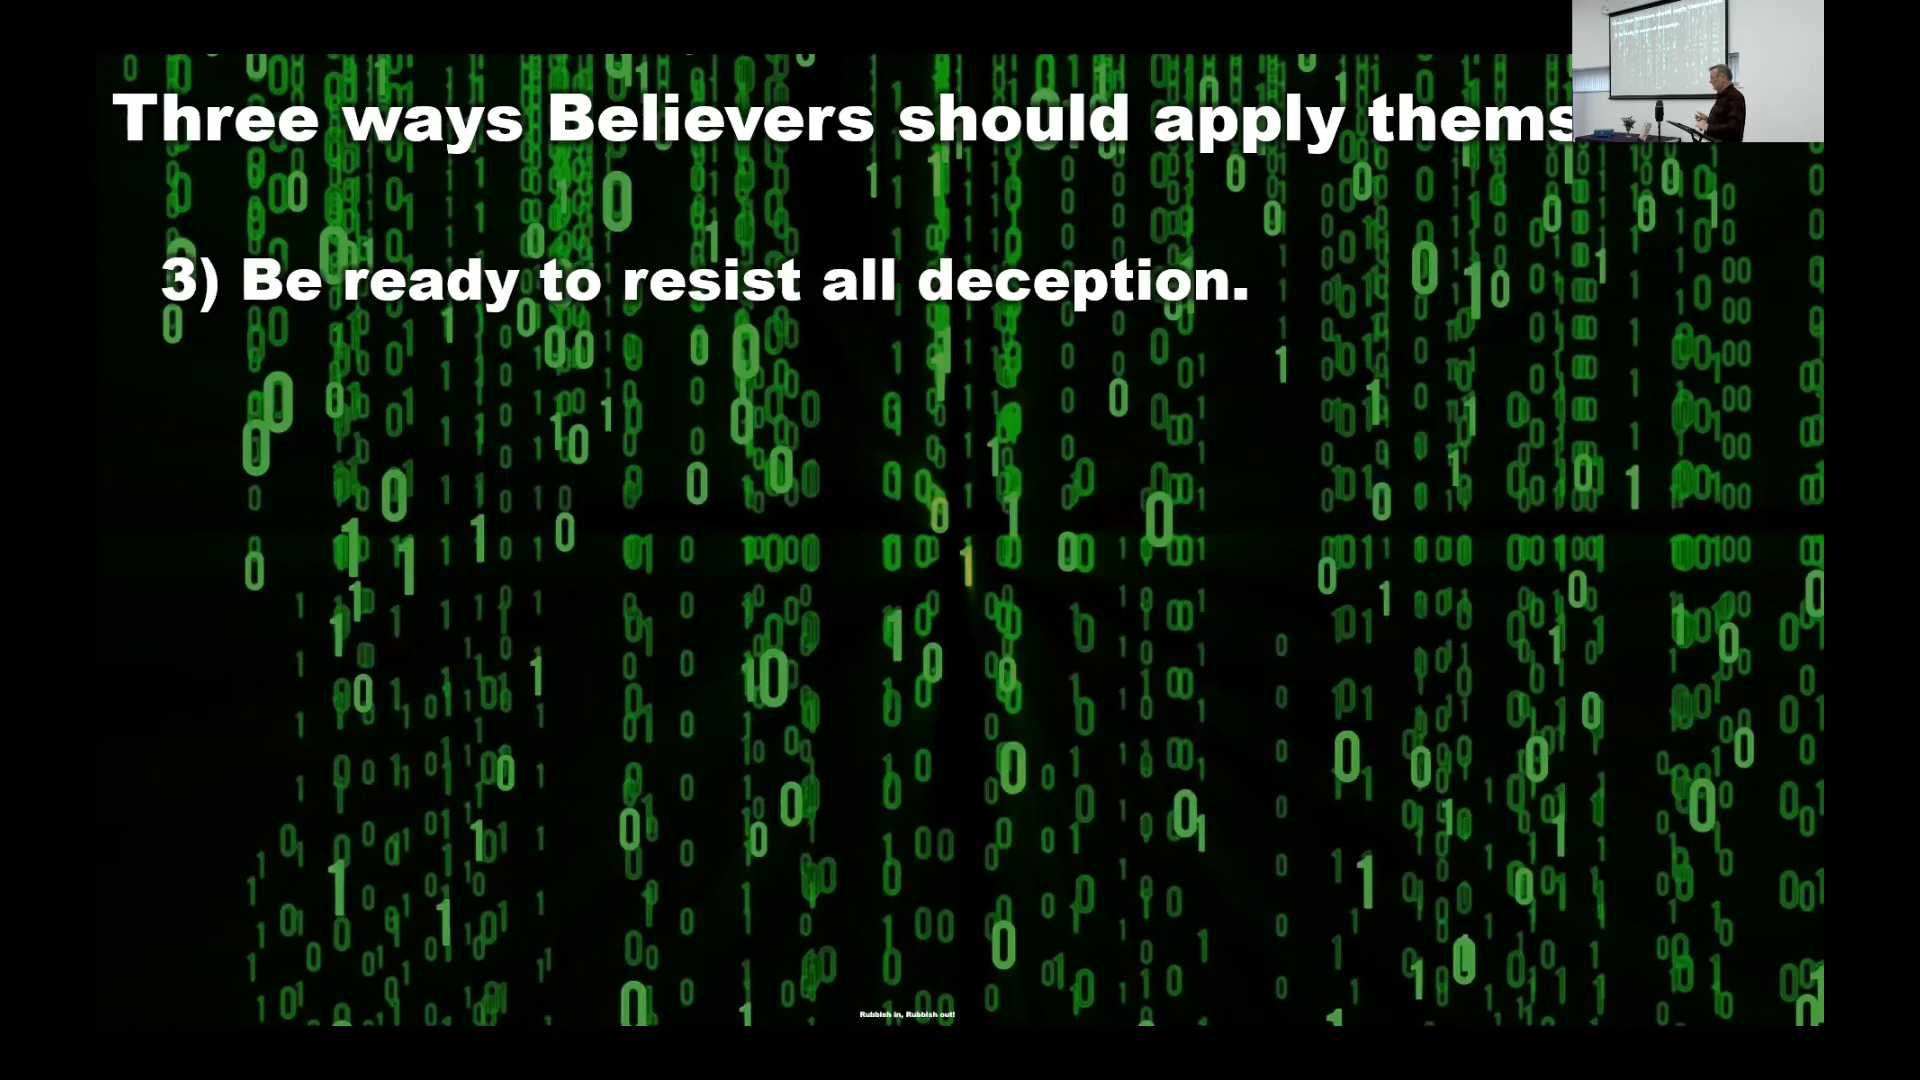 Three ways Believers should apply thems
3) Be ready to resist all deception.
Rubbish in, Rubbish out!